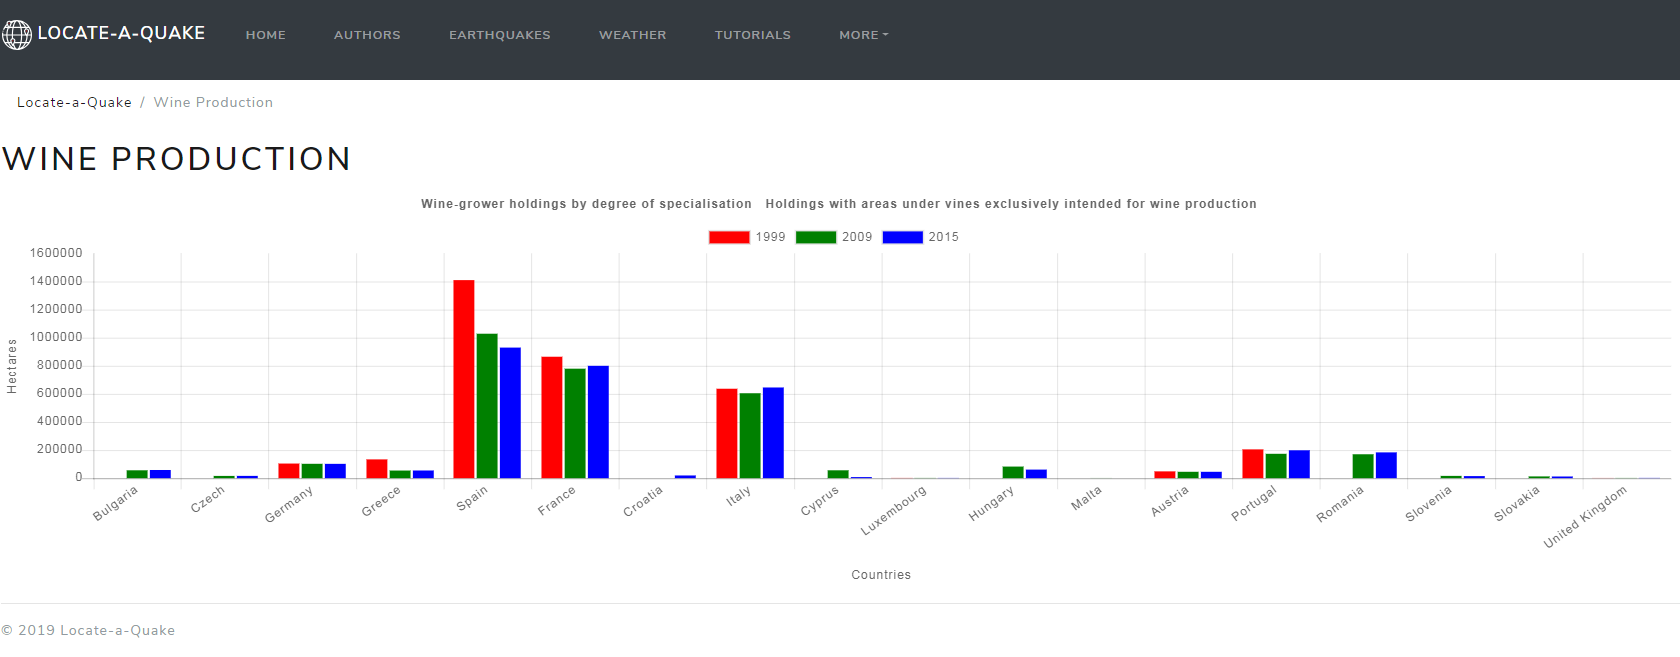 LOCATE-A-QUAKE HOME AUTHORS EARTHQUAKES WEATHER TUTORIALS MORE
Locate-a-Quake / Wine Production
WINE PRODUCTION
Wine-grower holdings by degree of specialisation Holdings with areas under vines exclusively intended for wine production
1999 2009 2015
1600000
1400000
1200000
1000000
800000
600000
400000
200000
0
Hectares
Bulgaria Czech Germany Greece Spain France Croatia Italy Cyprus Luxembourg Hungary Malta Austria Portugal Romania Slovenia Slovakia United Kingdom
Countries
© 2019 Locate-a-Quake